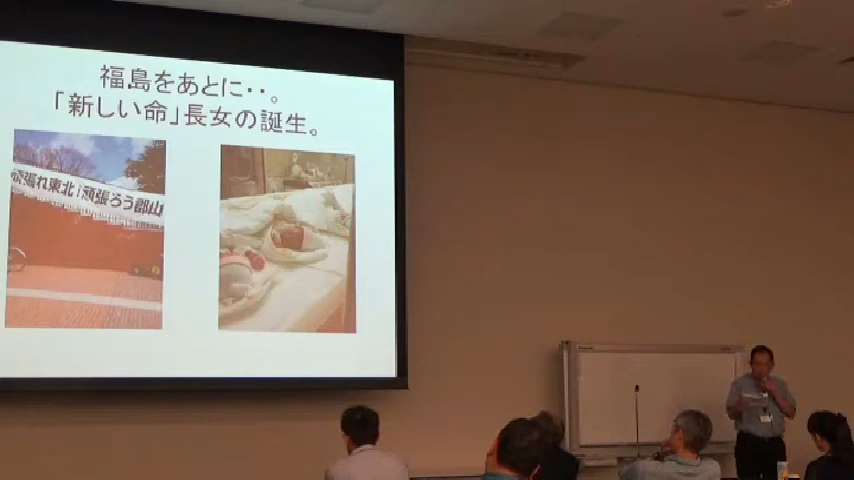 福島をあとに・・。
「新しい命」長女の誕生。
頑張れ東北！頑張ろう郡山